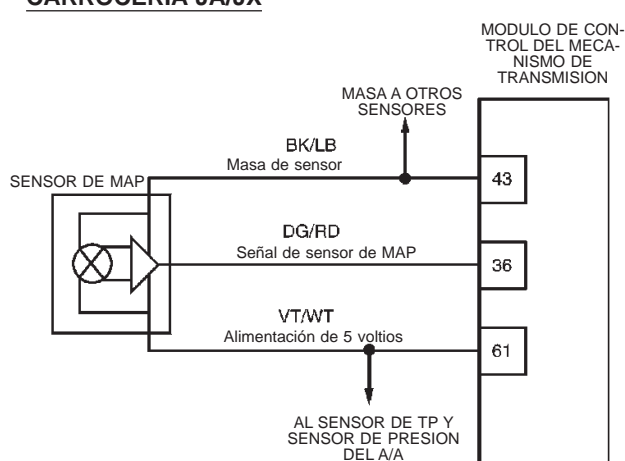 CARROCERIA JA/JX
MODULO DE CON-
TROL DEL MECA-
NISMO DE
TRANSMISION
MASA A OTROS
SENSORES
BK/LB
Masa de sensor
43
SENSOR DE MAP
DG/RD
Señal de sensor de MAP
36
VT/WT
Alimentación de 5 voltios
61
AL SENSOR DE TP Y
SENSOR DE PRESION
DEL A/A